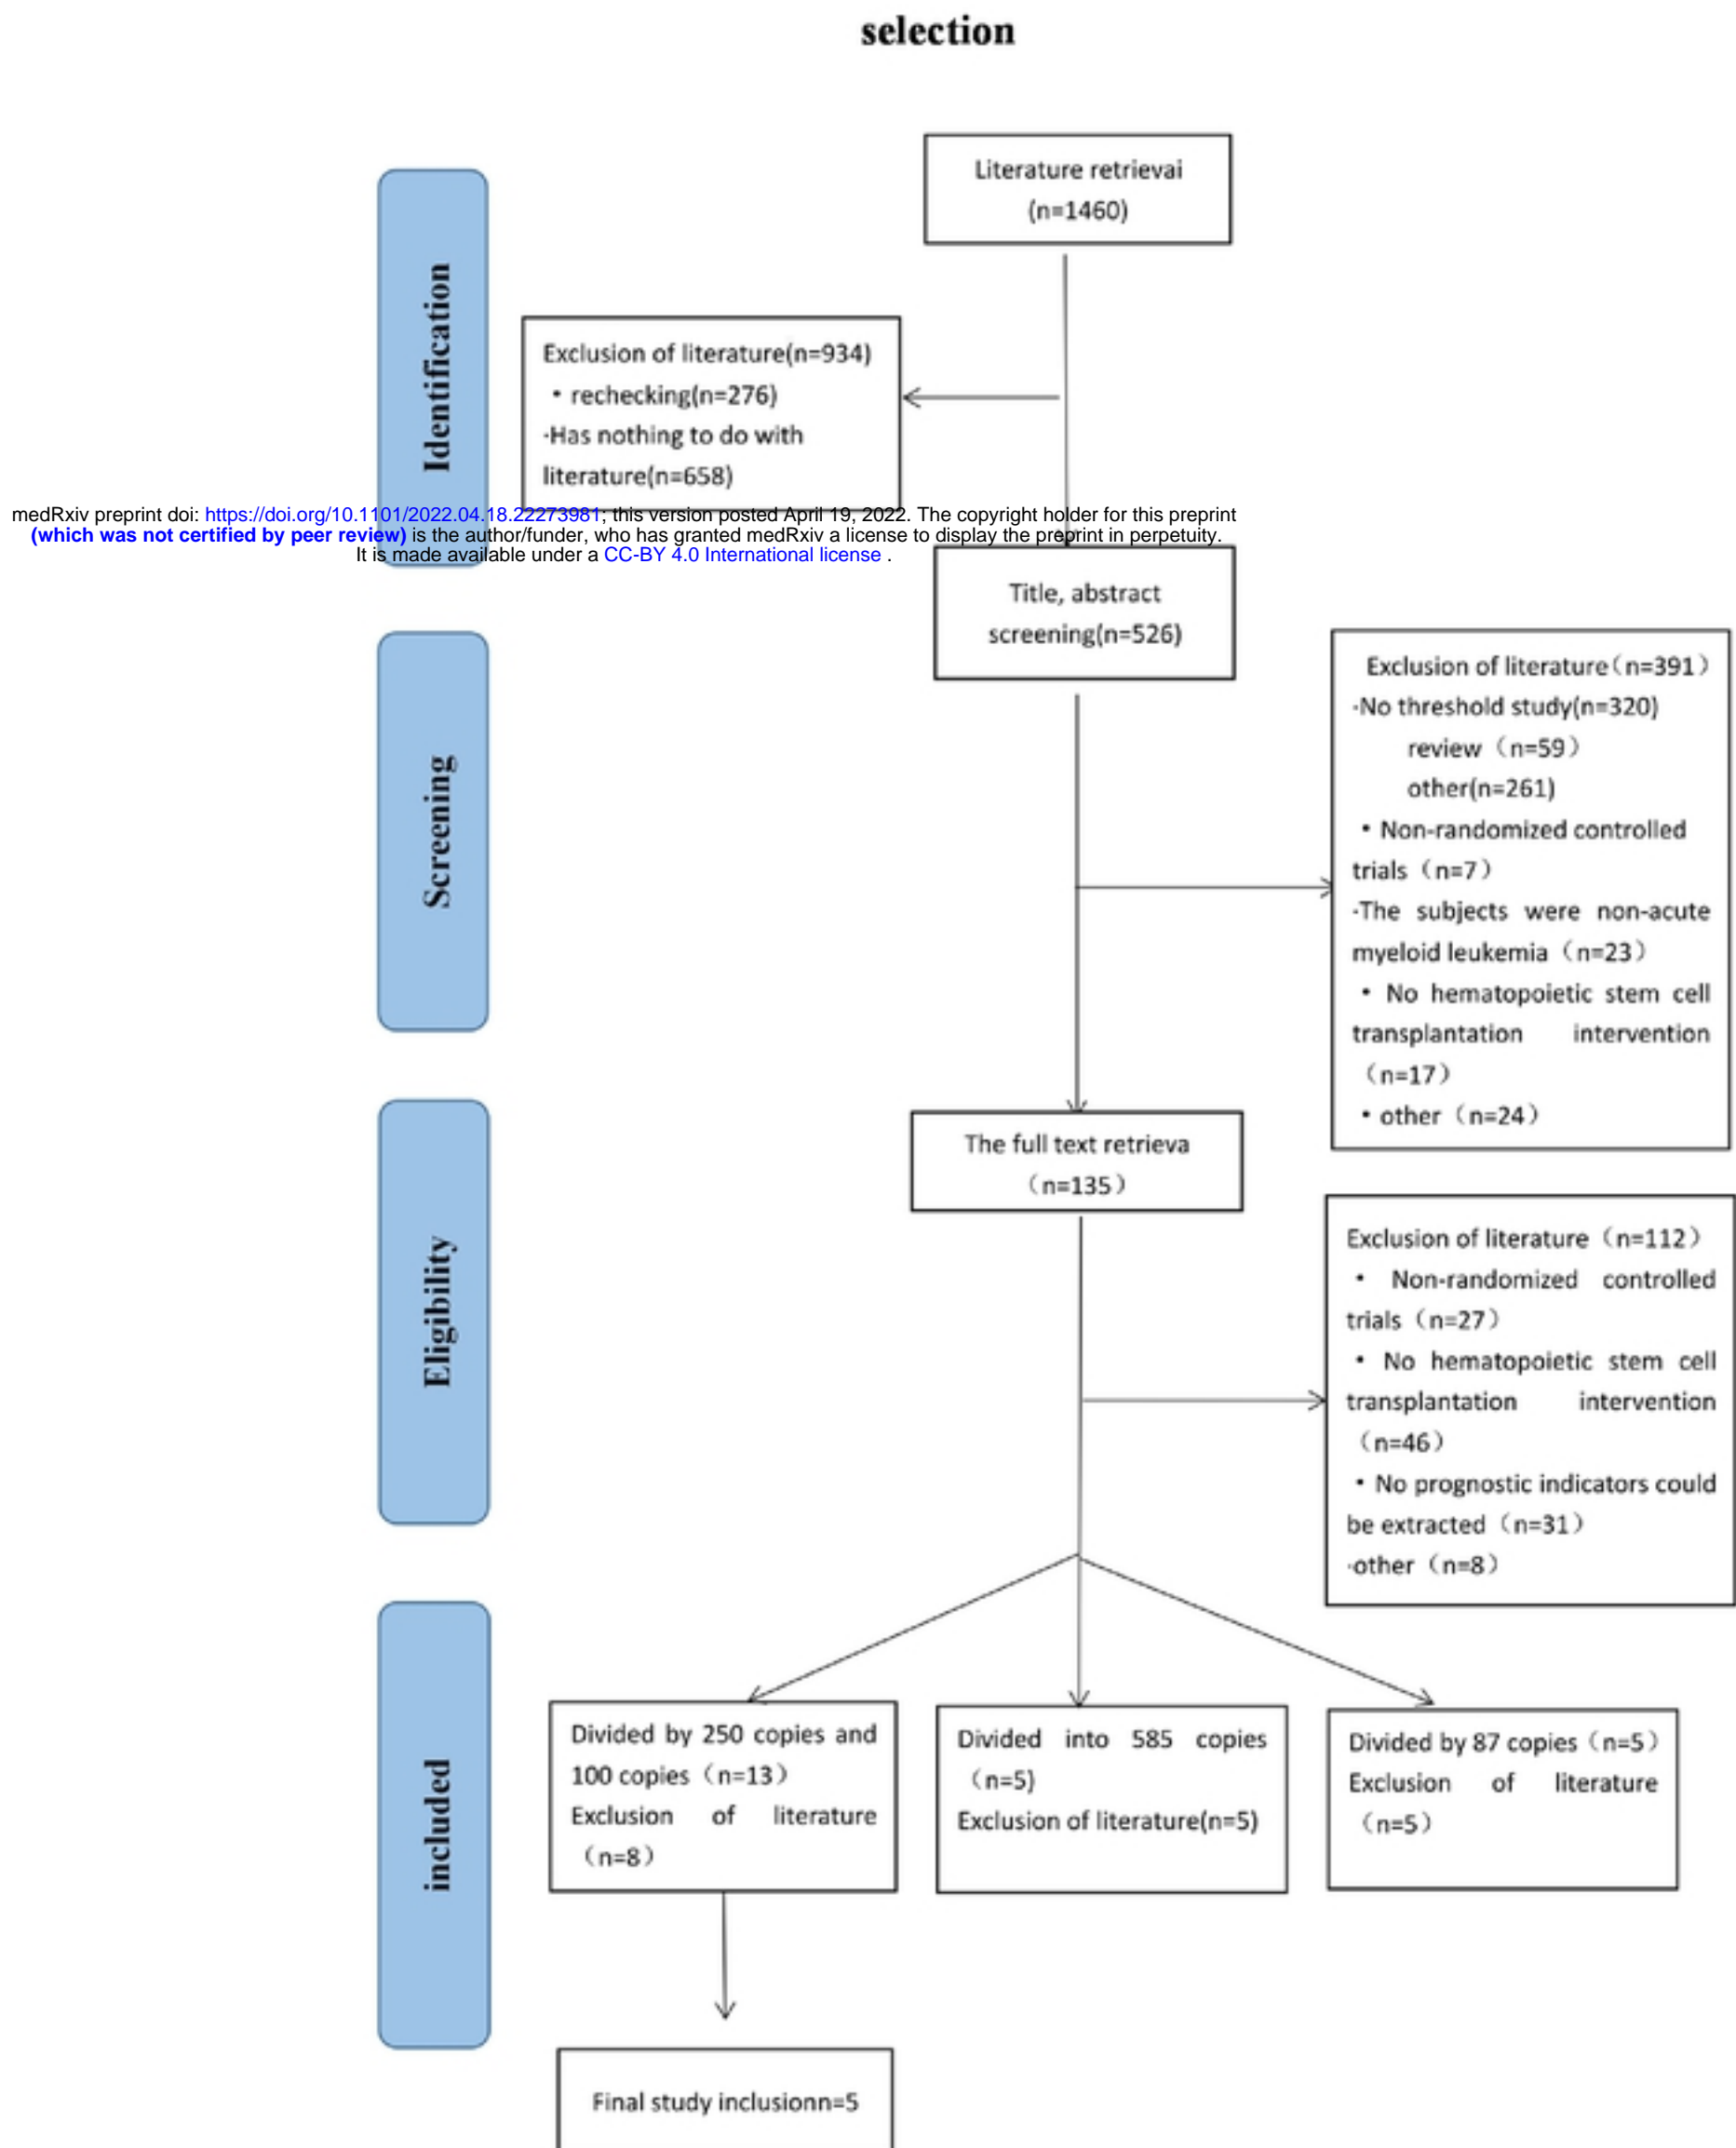 selection
Identification
Literature retrievai
(n=1460)
Exclusion of literature(n=934)
• rechecking(n=276)
·Has nothing to do with
literature(n=658)
medRxiv preprint doi: https://doi.org/10.1101/2022.04.18.22273981; this version posted April 19, 2022. The copyright holder for this preprint
(which was not certified by peer review) is the author/funder, who has granted medRxiv a license to display the preprint in perpetuity.
It is made available under a CC-BY 4.0 International license .
Title, abstract
screening(n=526)
Screening
Exclusion of literature（n=391）
·No threshold study(n=320)
review（n=59）
other(n=261)
• Non-randomized controlled
trials（n=7）
·The subjects were non-acute
myeloid leukemia（n=23）
• No hematopoietic stem cell
transplantation intervention
（n=17）
• other（n=24）
Eligibility
The full text retrieva
（n=135）
Exclusion of literature（n=112）
• Non-randomized controlled
trials（n=27）
• No hematopoietic stem cell
transplantation intervention
（n=46）
• No prognostic indicators could
be extracted（n=31）
·other（n=8）
included
Divided by 250 copies and
100 copies（n=13）
Exclusion of literature
（n=8）
Divided into 585 copies
（n=5)
Exclusion of literature(n=5)
Divided by 87 copies（n=5）
Exclusion of literature
（n=5）
Final study inclusionn=5